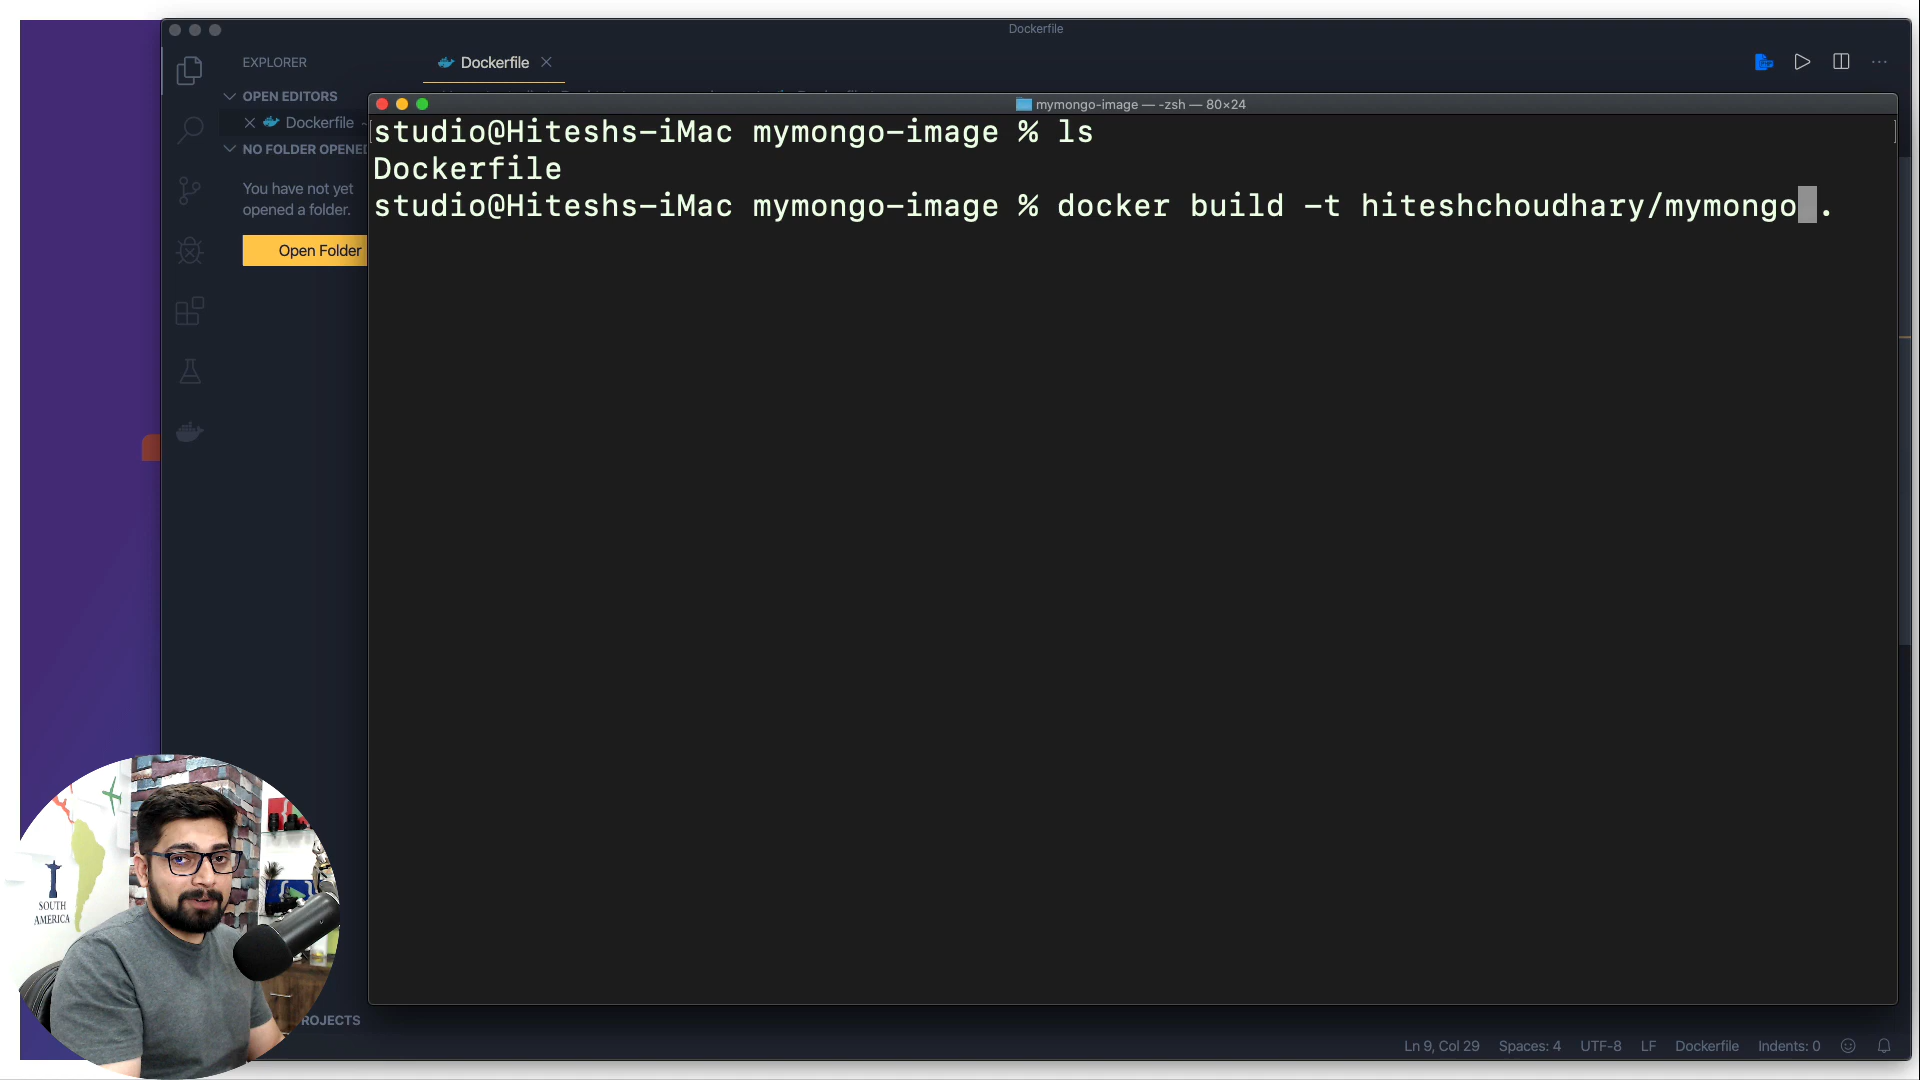 Dockerfile
EXPLORER
Dockerfile
OPEN EDITORS
Dockerfile
NO FOLDER OPENED
You have not yet
opened a folder.
Open Folder
mymongo-image — -zsh — 80×24
studio@Hiteshs-iMac mymongo-image % ls
Dockerfile
studio@Hiteshs-iMac mymongo-image % docker build -t hiteshchoudhary/mymongo .
SOUTH
AMERICA
ROJECTS
Ln 9, Col 29 Spaces: 4 UTF-8 LF Dockerfile Indents: 0